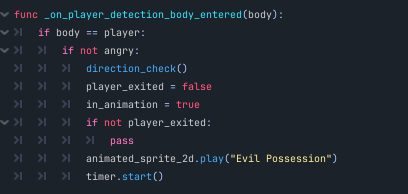 func _on_player_detection_body_entered(body):
if body == player:
if not angry:
direction_check()
player_exited = false
in_animation = true
if not player_exited:
pass
animated_sprite_2d.play("Evil Possession")
timer.start()